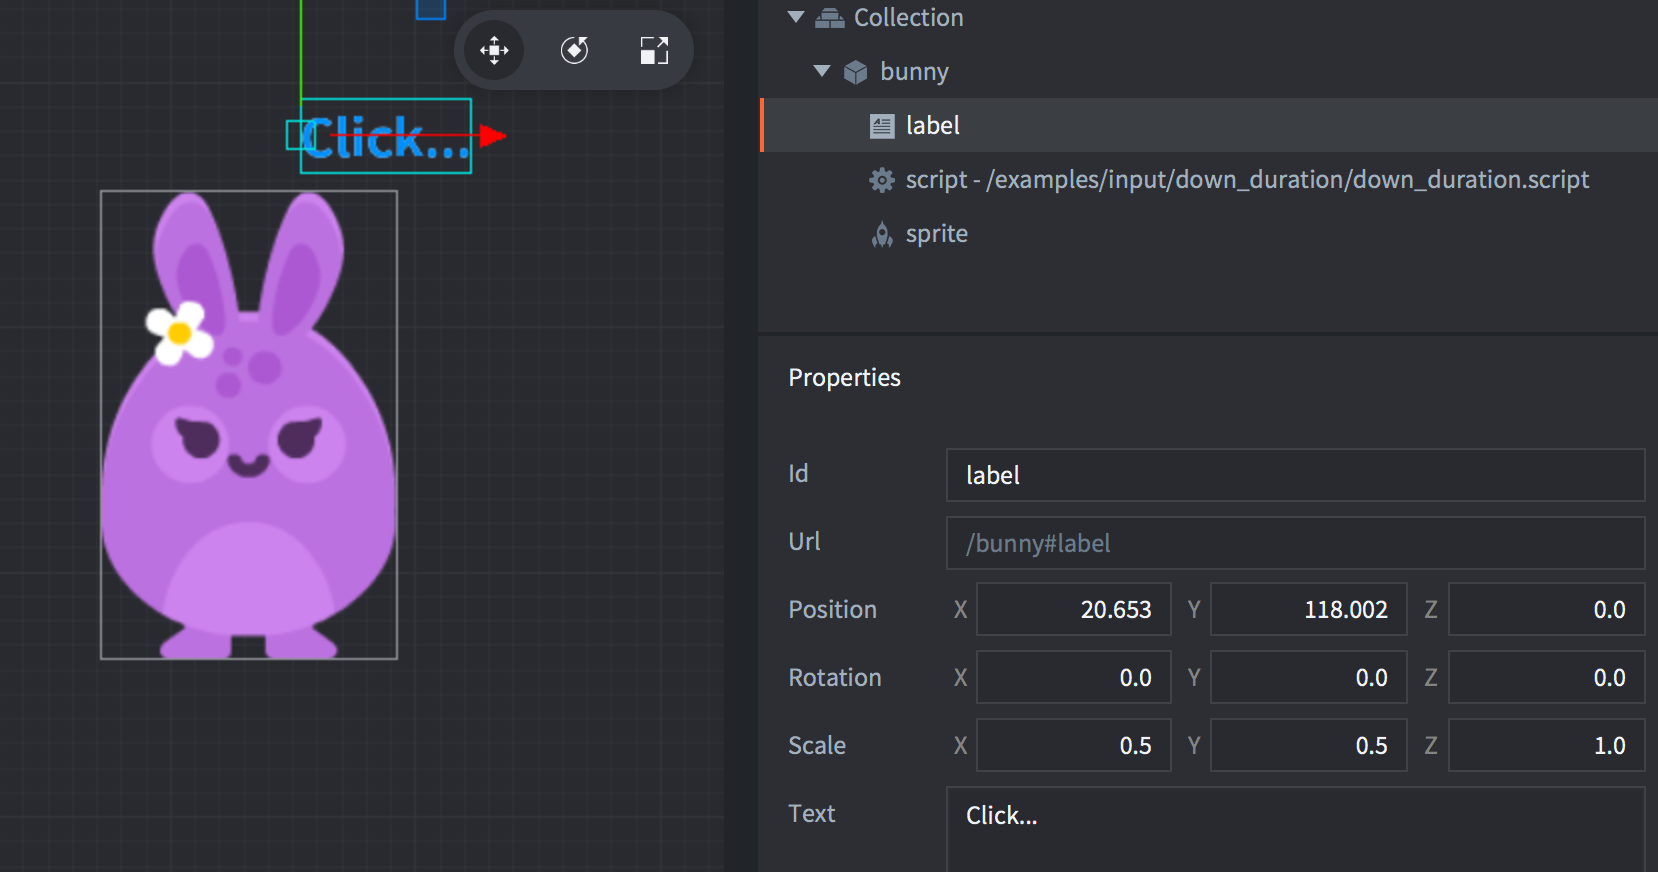 Click...
Collection
bunny
label
script - /examples/input/down_duration/down_duration.script
sprite
Properties
Id label
Url /bunny#label
Position X 20.653 Y 118.002 Z 0.0
Rotation X 0.0 Y 0.0 Z 0.0
Scale X 0.5 Y 0.5 Z 1.0
Text Click...